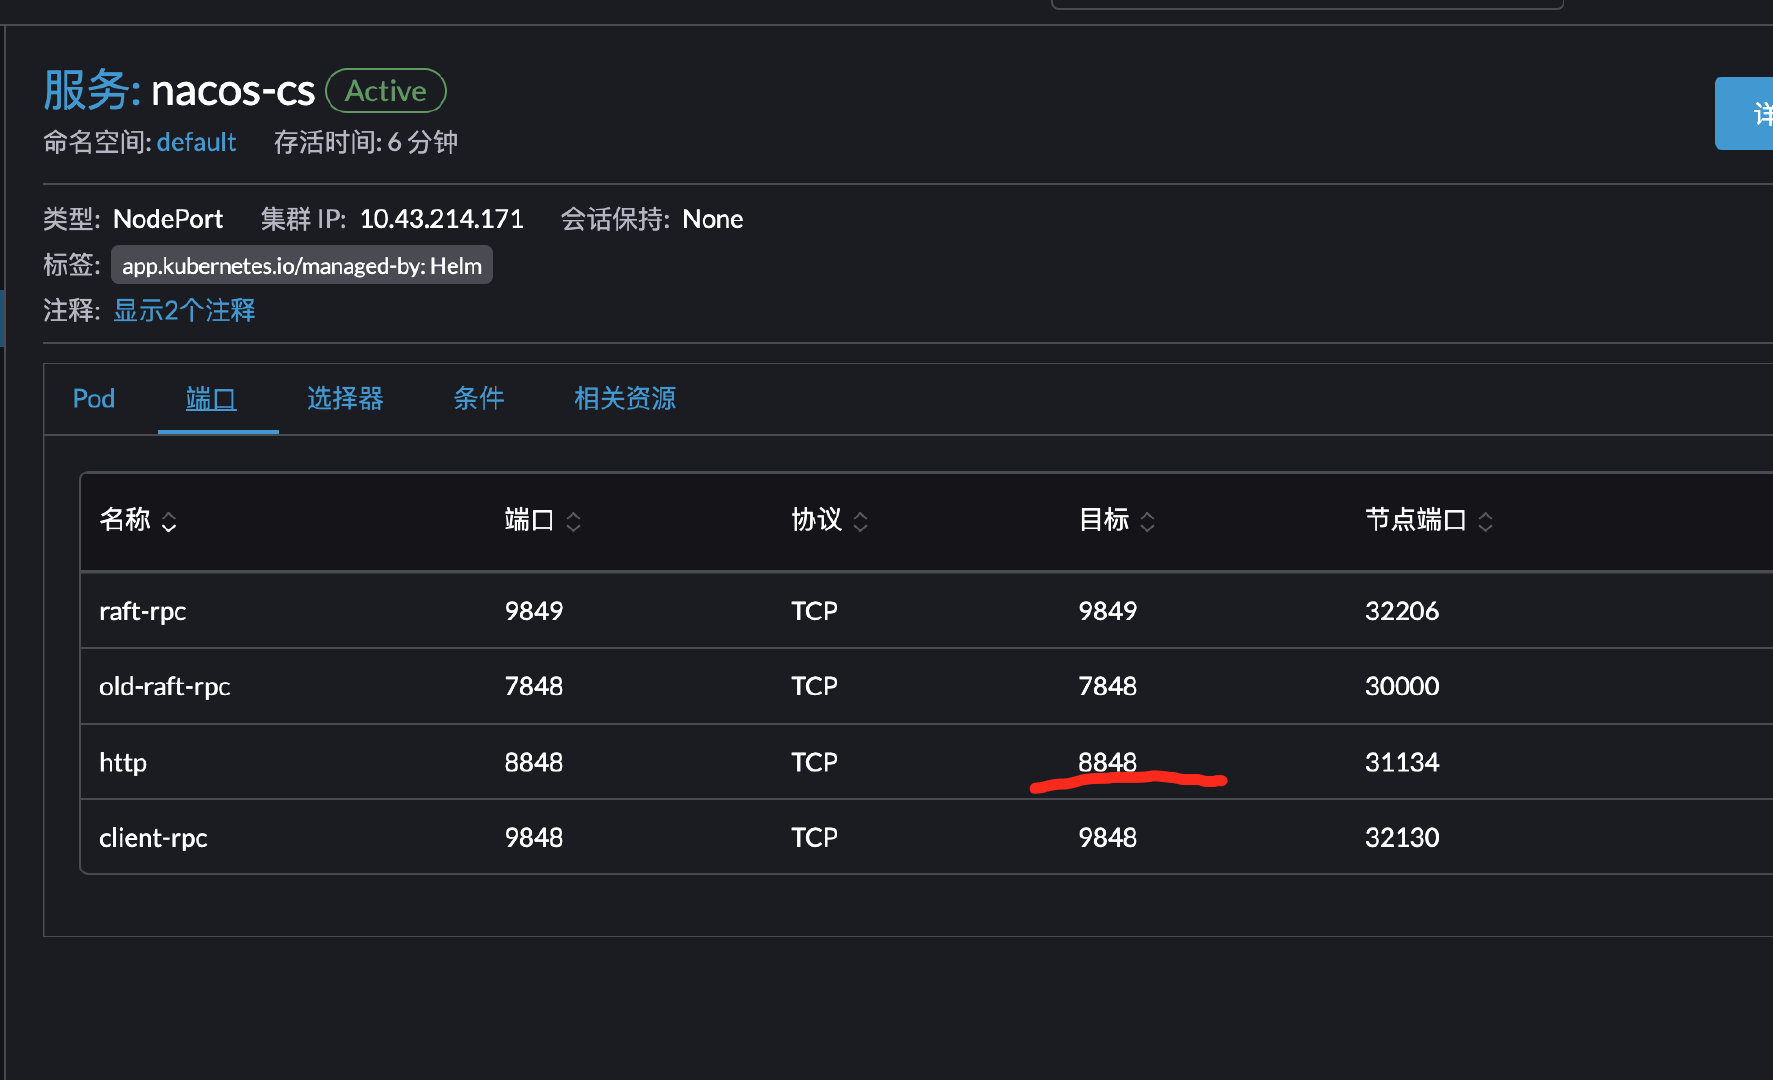 服务: nacos-cs Active
命名空间: default 存活时间: 6 分钟
详
类型: NodePort 集群 IP: 10.43.214.171 会话保持: None
标签: app.kubernetes.io/managed-by: Helm
注释: 显示2个注释
Pod 端口 选择器 条件 相关资源
名称 端口 协议 目标 节点端口
raft-rpc 9849 TCP 9849 32206
old-raft-rpc 7848 TCP 7848 30000
http 8848 TCP 8848 31134
client-rpc 9848 TCP 9848 32130